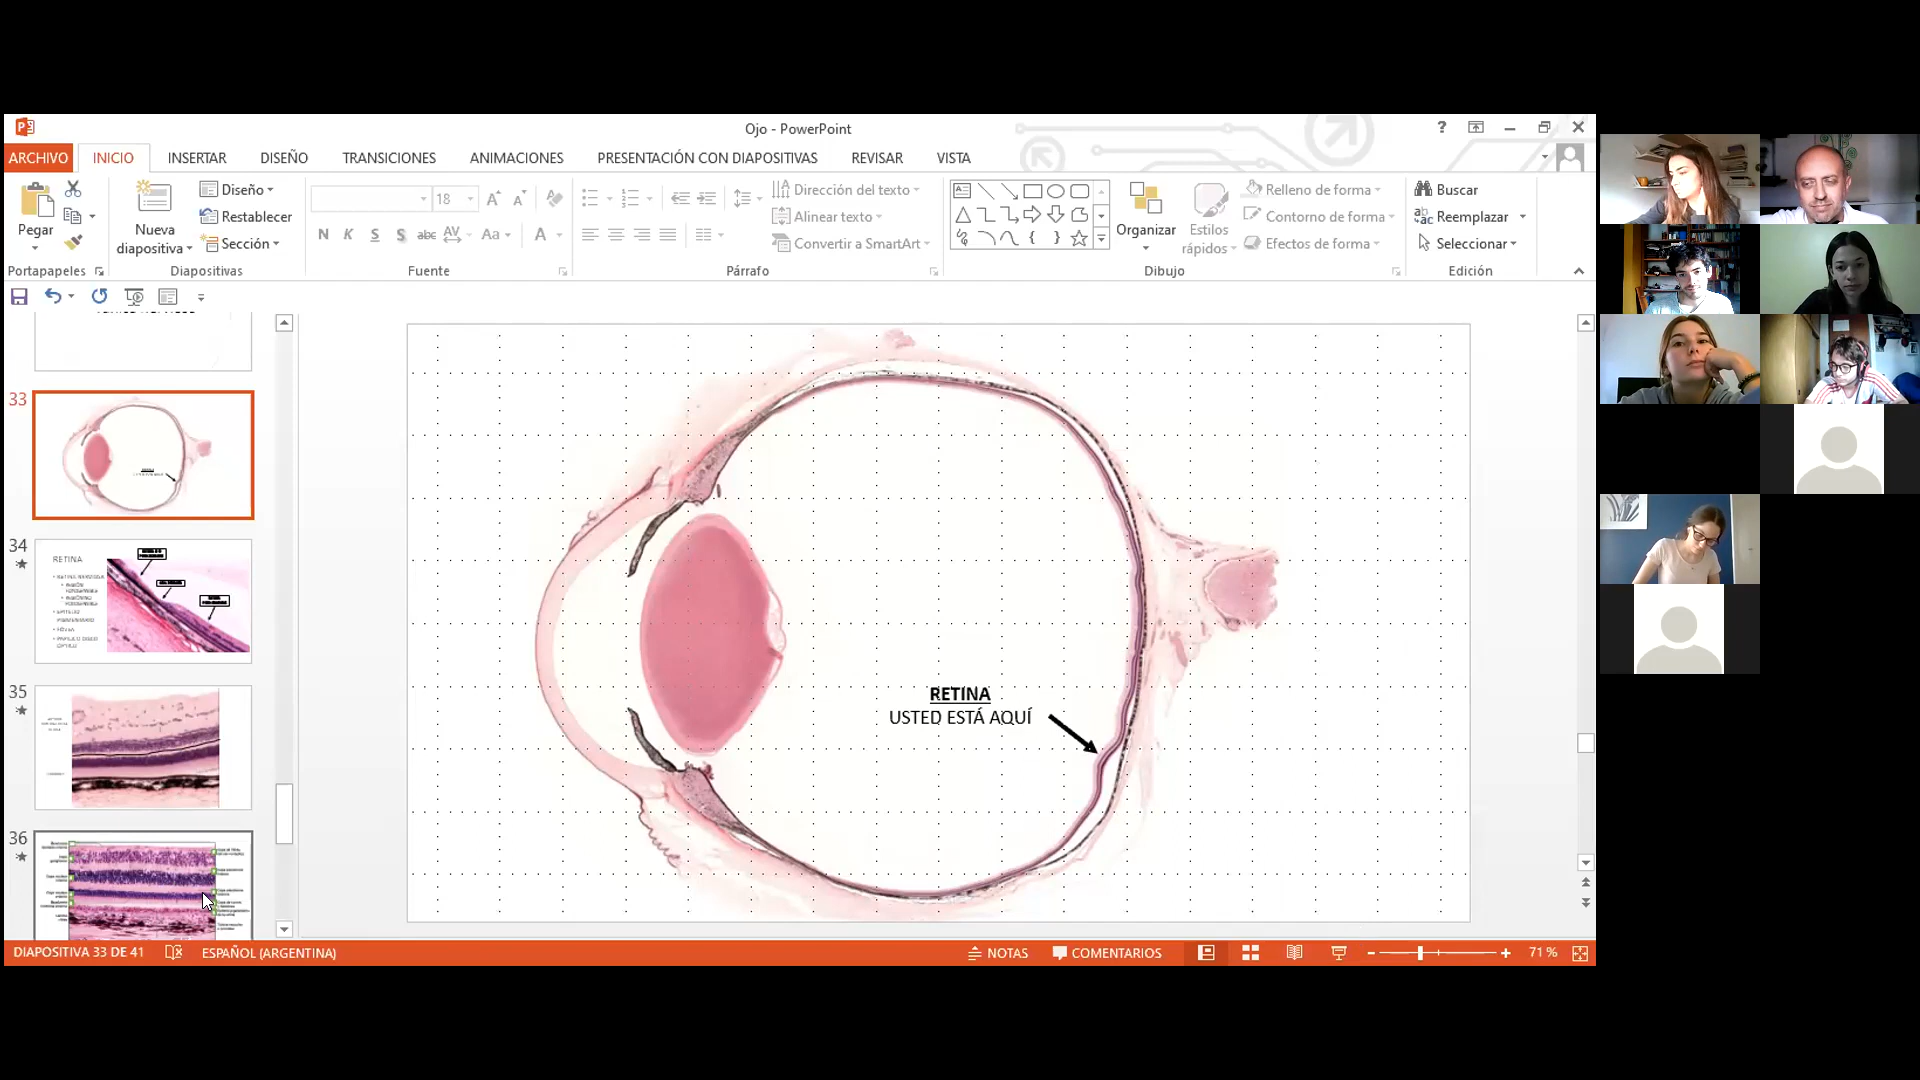 Ojo - PowerPoint
?
ARCHIVO INICIO INSERTAR DISEÑO TRANSICIONES ANIMACIONES PRESENTACIÓN CON DIAPOSITIVAS REVISAR VISTA
Pegar
Nueva diapositiva
Diseño
Restablecer
Sección
18
N K S S abc AV Aa A
Dirección del texto
Alinear texto
Convertir a SmartArt
Organizar
Estilos rápidos
Relleno de forma
Contorno de forma
Efectos de forma
Buscar
Reemplazar
Seleccionar
Portapapeles Diapositivas Fuente Párrafo Dibujo Edición
33
34
RETINA
35
36
RETINA
USTED ESTÁ AQUÍ
DIAPOSITIVA 33 DE 41 ESPAÑOL (ARGENTINA) NOTAS COMENTARIOS 71 %